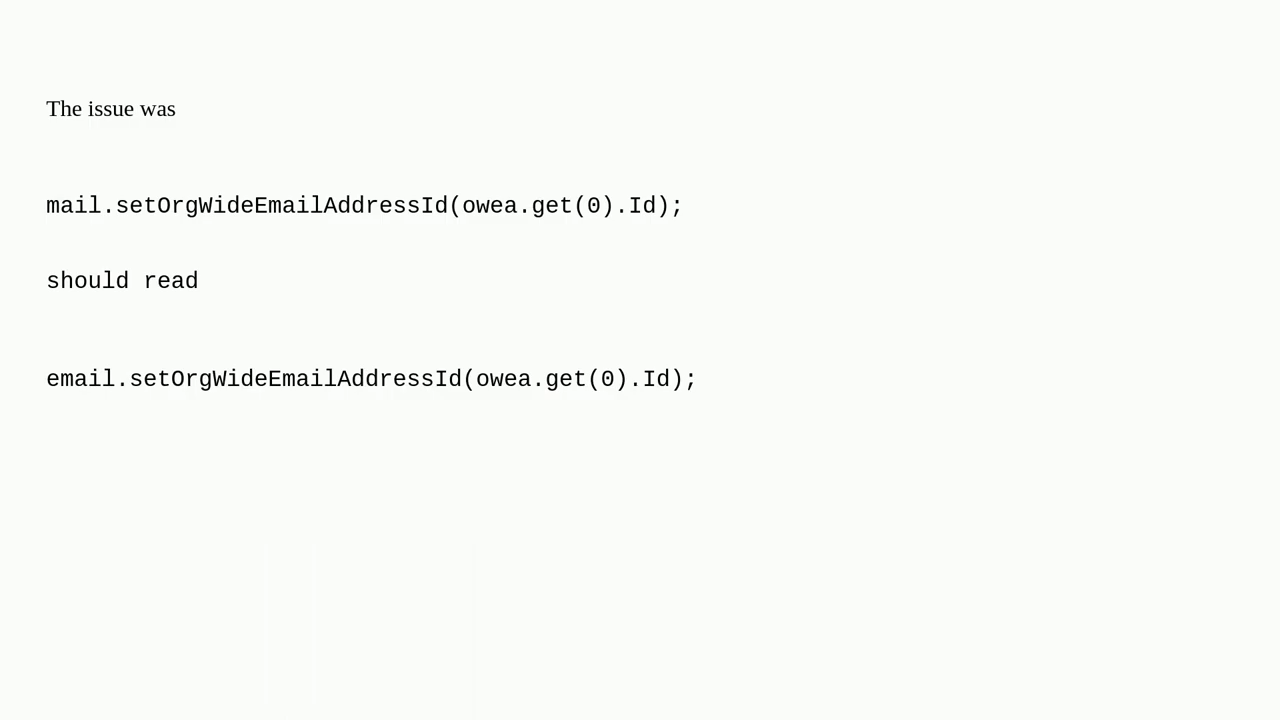 The issue was
mail.setOrgWideEmailAddressId(owea.get(0).Id);
should read
email.setOrgWideEmailAddressId(owea.get(0).Id);